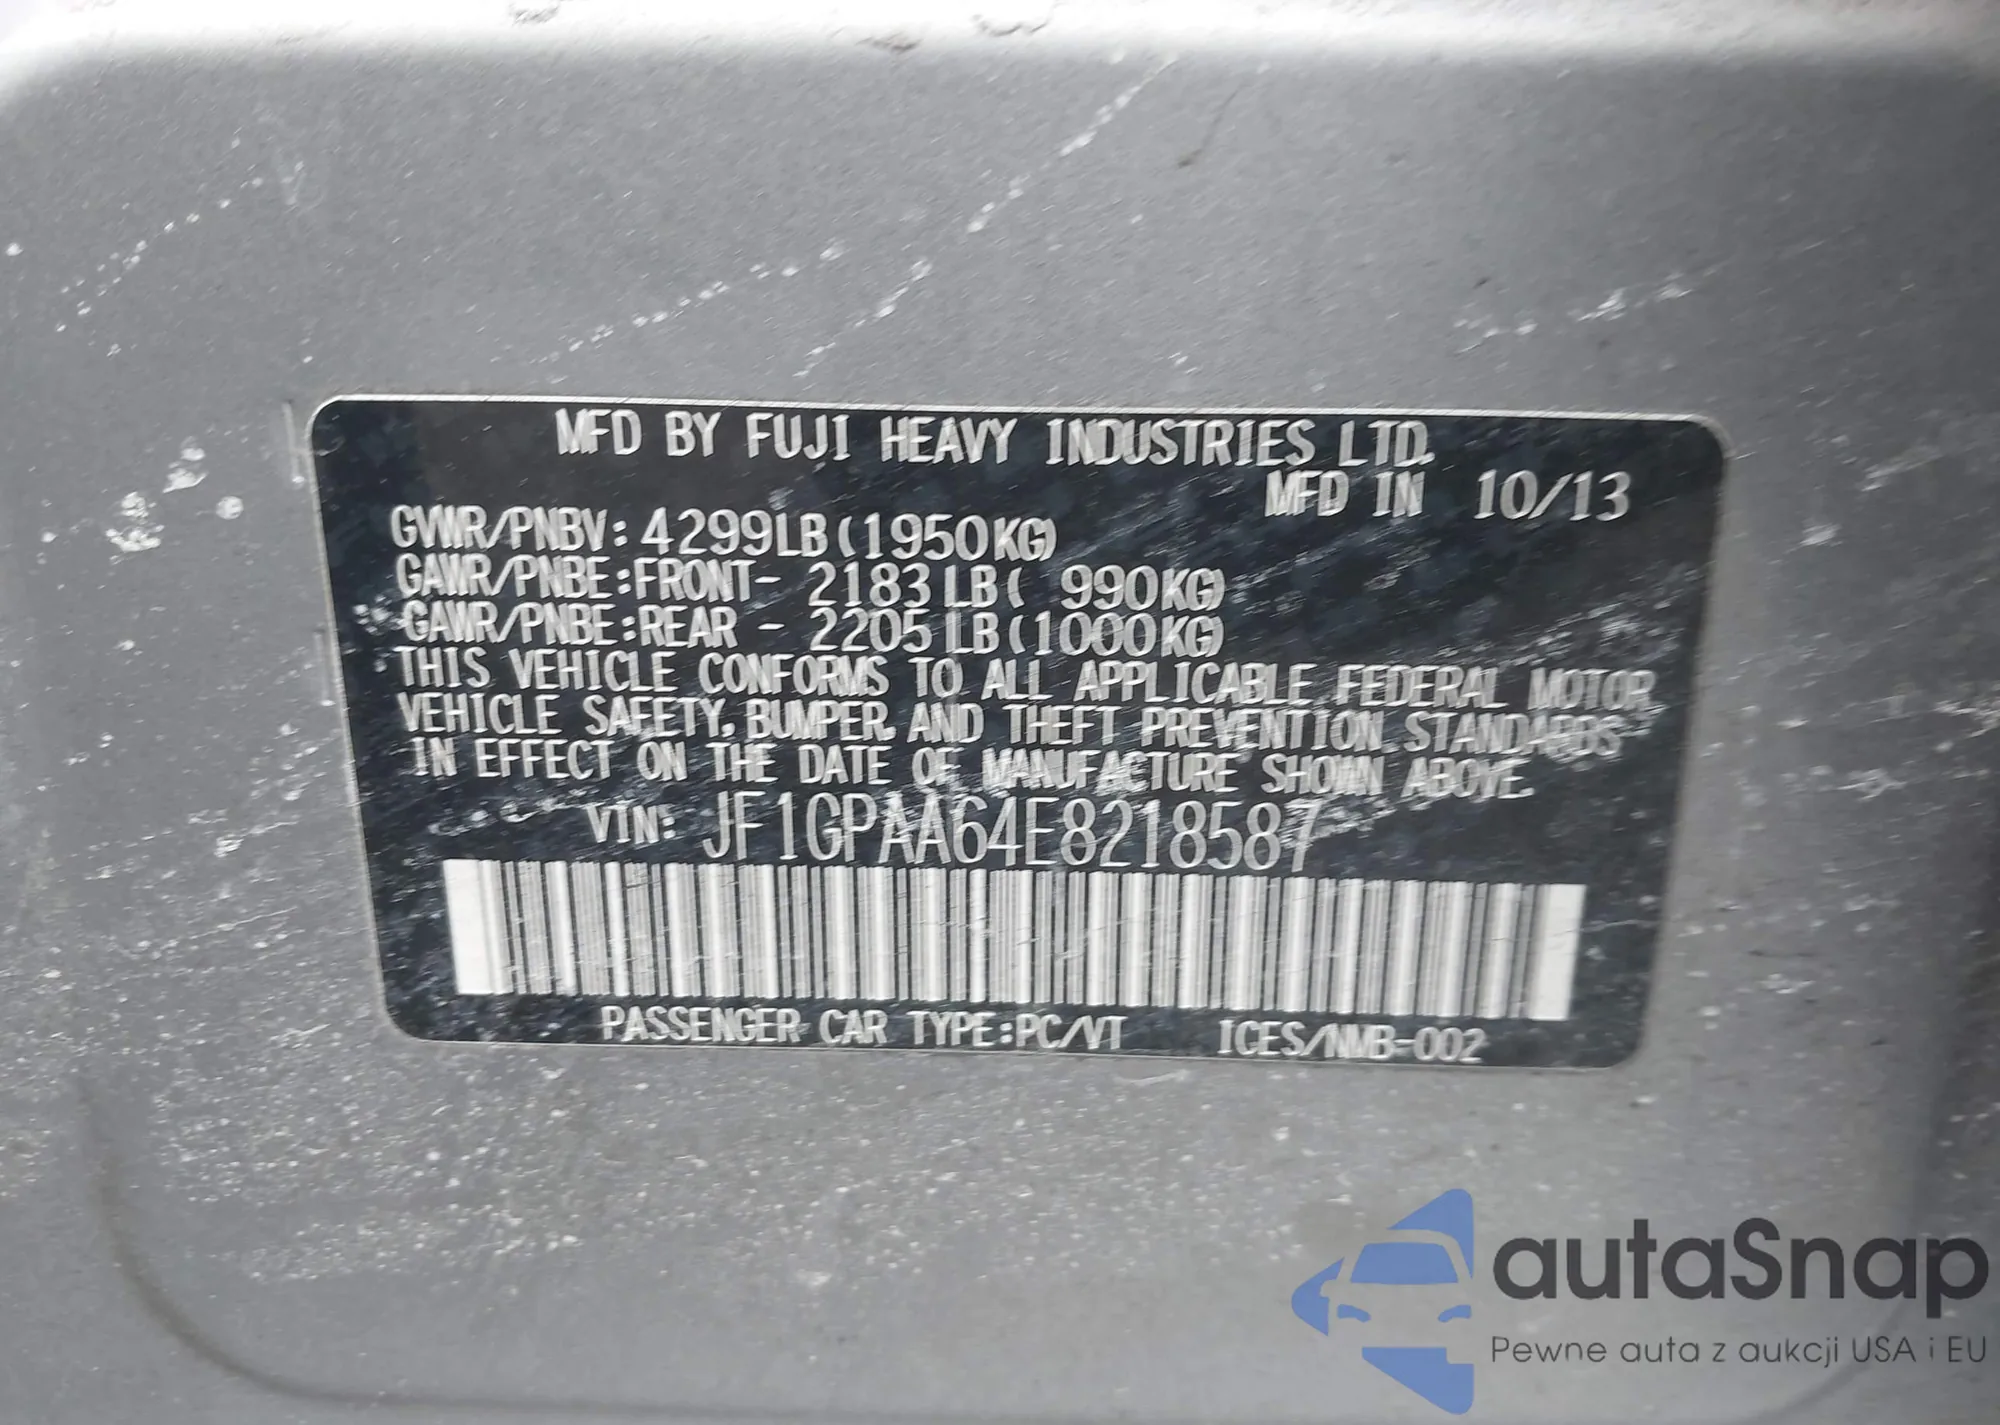 MFD BY FUJI HEAVY INDUSTRIES LTD.
MFD IN 10/13
GVWR/PNBV: 4299LB (1950KG)
GAWR/PNBE:FRONT- 2183LB ( 990KG)
GAWR/PNBE:REAR - 2205LB (1000KG)
THIS VEHICLE CONFORMS TO ALL APPLICABLE FEDERAL MOTOR
VEHICLE SAFETY, BUMPER, AND THEFT PREVENTION STANDARDS
IN EFFECT ON THE DATE OF MANUFACTURE SHOWN ABOVE.
VIN: JF1GPAA64E8218587
PASSENGER CAR TYPE:PC/VT ICES/NMB-002
autaSnap
Pewne auta z aukcji USA i EU